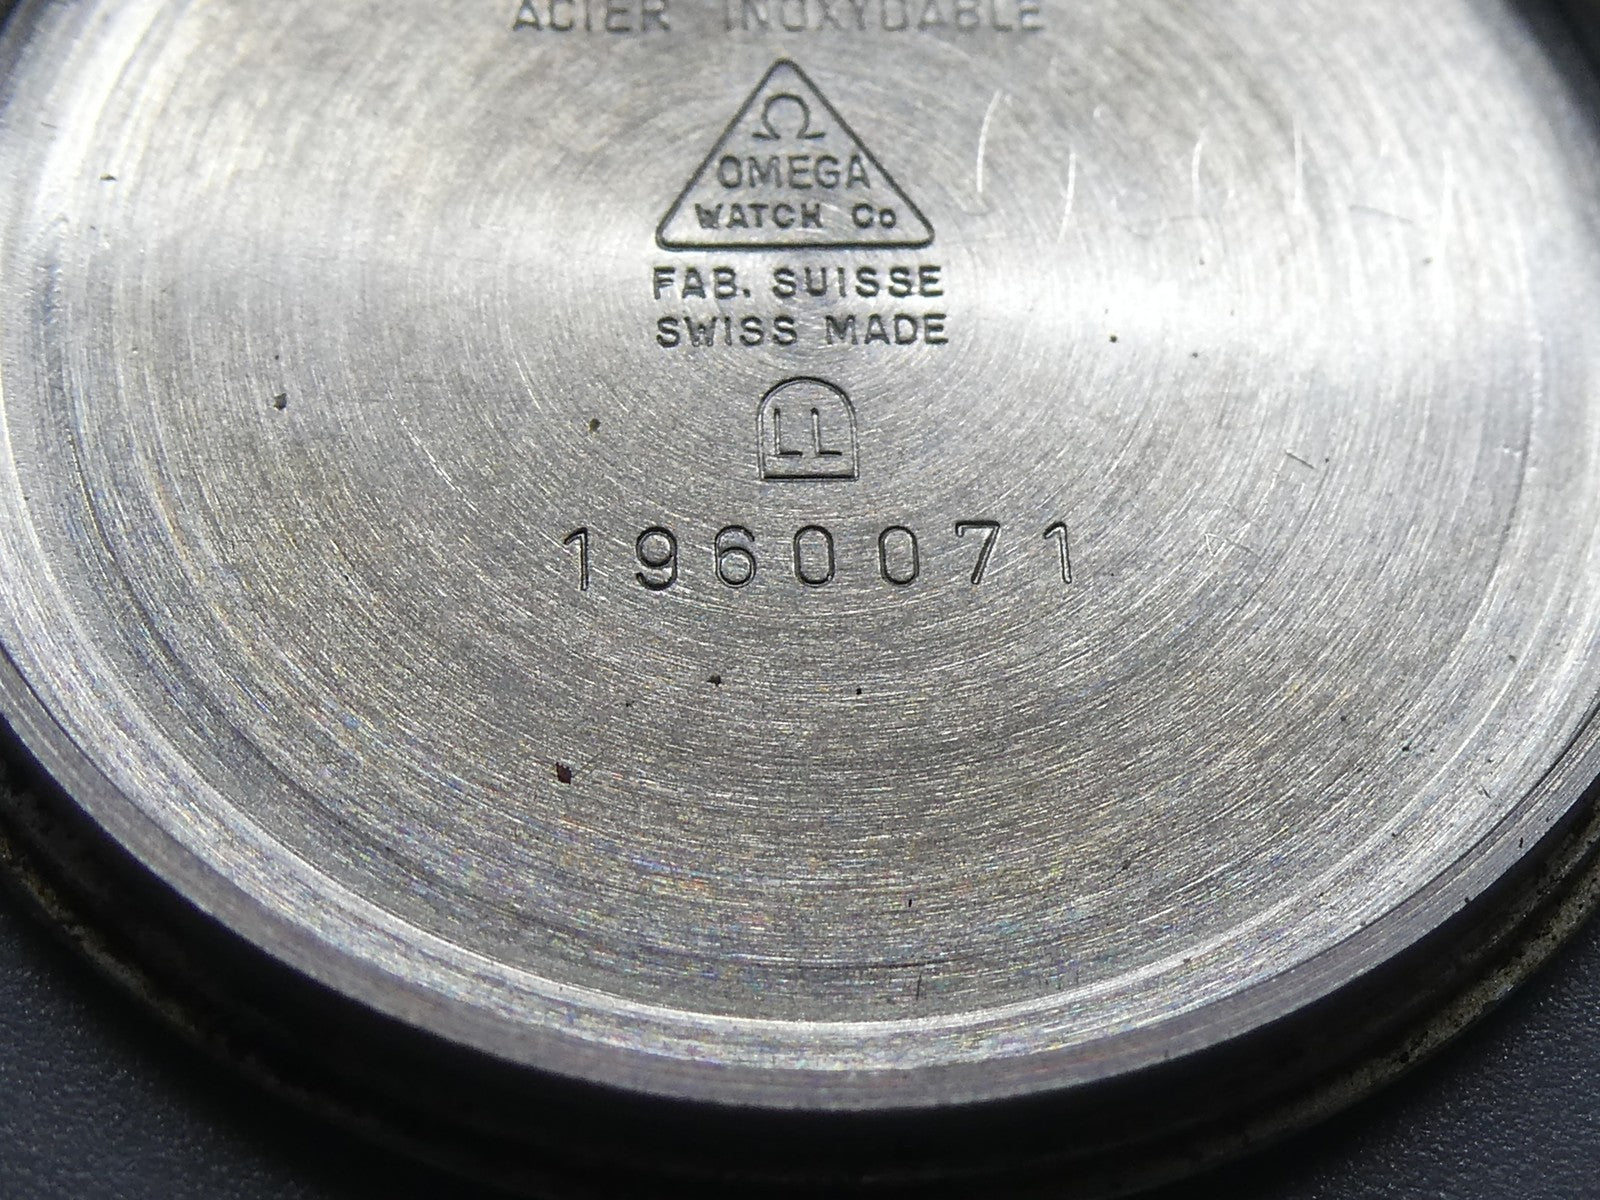 ACIER INOXYDABLE
Ω
OMEGA
WATCH Co
FAB. SUISSE
SWISS MADE
LL
1960071